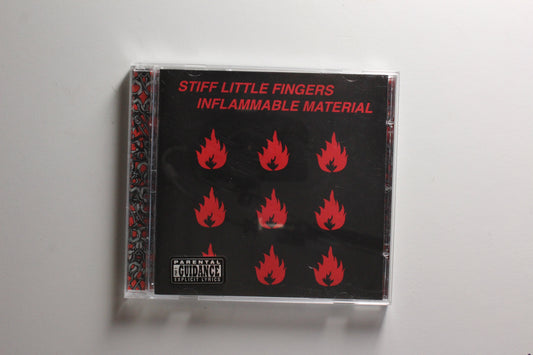 STIFF LITTLE FINGERS
INFLAMMABLE MATERIAL
PARENTAL
GUIDANCE
EXPLICIT LYRICS